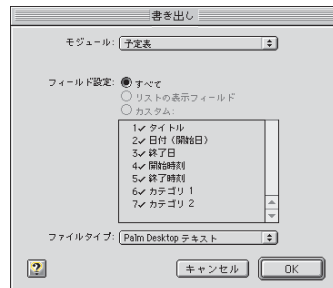 書き出し
モジュール: 予定表
フィールド設定: すべて
リストの表示フィールド
カスタム:
1✓ タイトル
2✓ 日付（開始日）
3✓ 終了日
4✓ 開始時刻
5✓ 終了時刻
6✓ カテゴリ 1
7✓ カテゴリ 2
ファイルタイプ: Palm Desktop テキスト
? キャンセル OK